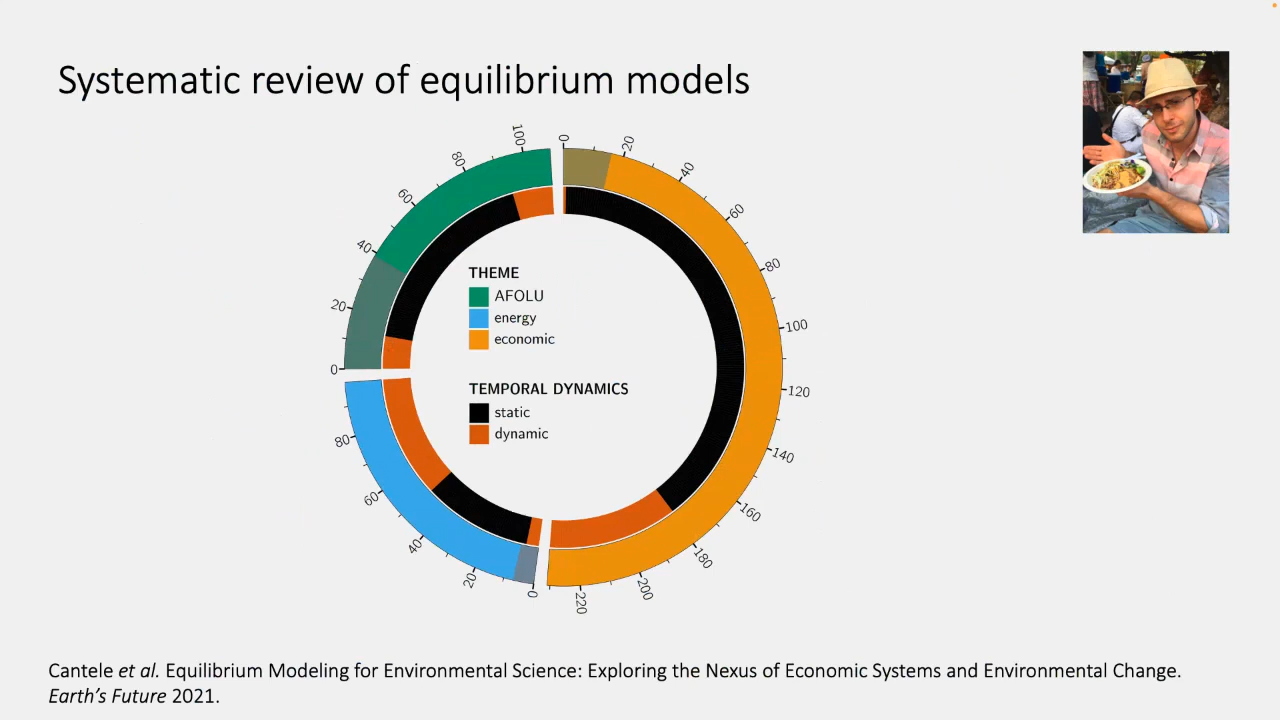 Systematic review of equilibrium models
0
20
40
60
80
100
120
140
160
180
200
220
0
20
40
60
80
0
20
40
60
80
100
THEME
AFOLU
energy
economic
TEMPORAL DYNAMICS
static
dynamic
Cantele et al. Equilibrium Modeling for Environmental Science: Exploring the Nexus of Economic Systems and Environmental Change.
Earth's Future 2021.